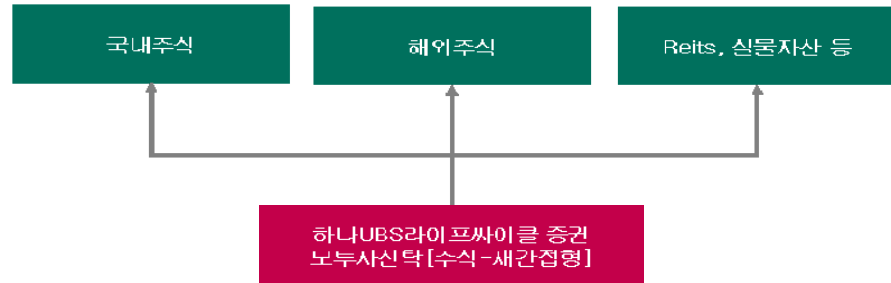 국내주식
해외주식
Reits, 실물자산 등
하나UBS라이프싸이클 증권
모투자신탁[주식-재간접형]